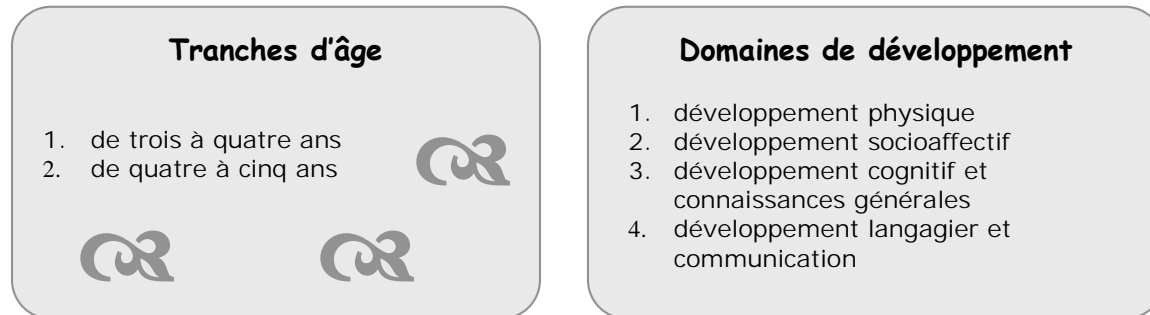 Tranches d'âge
1. de trois à quatre ans
2. de quatre à cinq ans
Domaines de développement
1. développement physique
2. développement socioaffectif
3. développement cognitif et
connaissances générales
4. développement langagier et
communication